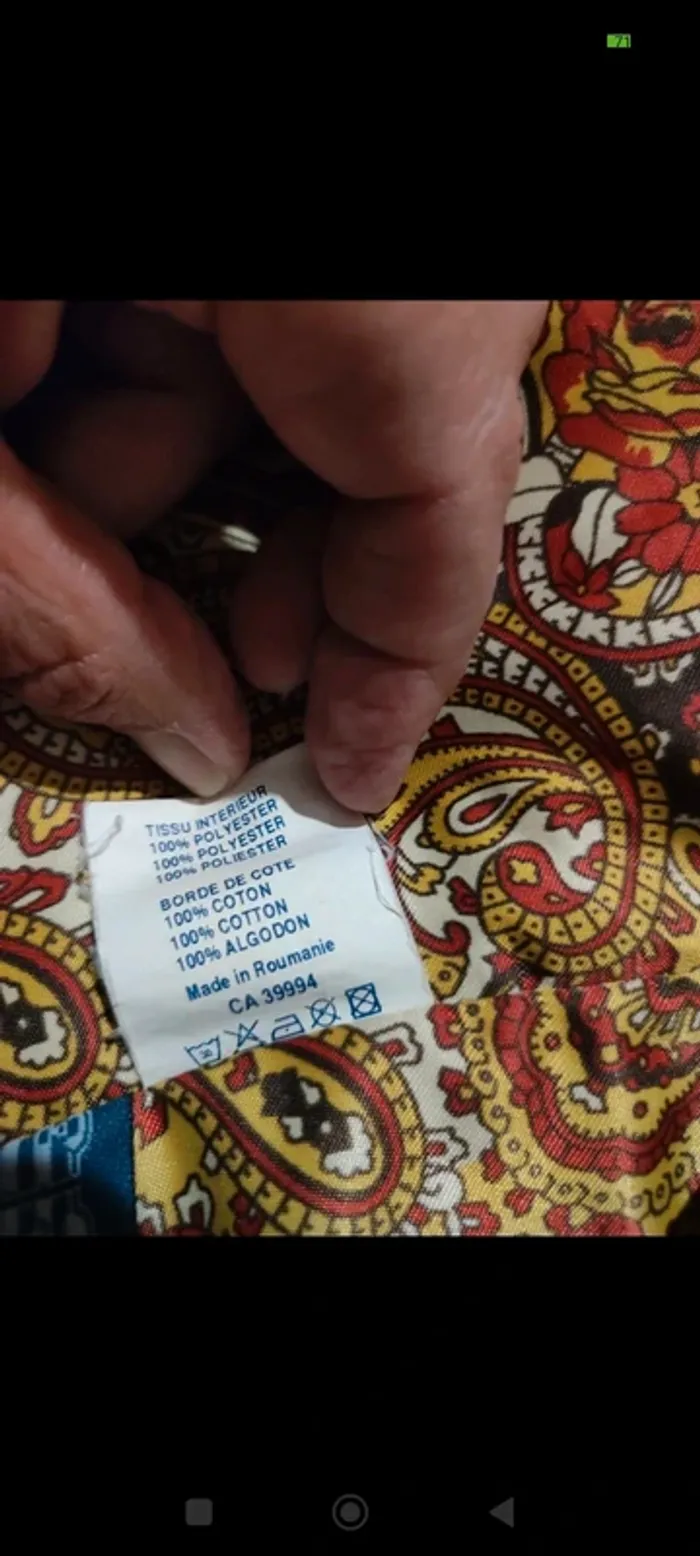 71
TISSU INTERIEUR
100% POLYESTER
100% POLYESTER
100% POLIESTER
BORDE DE COTE
100% COTON
100% COTTON
100% ALGODON
Made in Roumanie
CA 39994